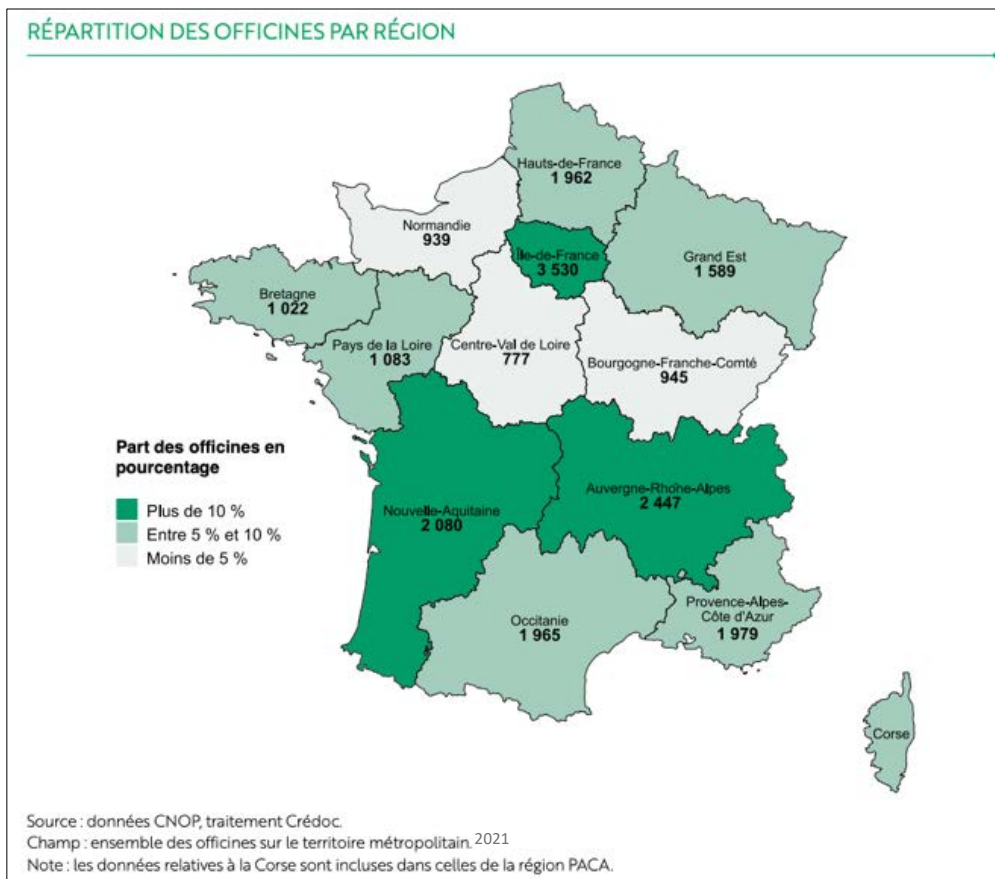 RÉPARTITION DES OFFICINES PAR RÉGION
Hauts-de-France
1 962
Normandie
939
Île-de-France
3 530
Grand Est
1 589
Bretagne
1 022
Pays de la Loire
1 083
Centre-Val de Loire
777
Bourgogne-Franche-Comté
945
Part des officines en
pourcentage
Plus de 10 %
Entre 5 % et 10 %
Moins de 5 %
Nouvelle-Aquitaine
2 080
Auvergne-Rhône-Alpes
2 447
Occitanie
1 965
Provence-Alpes-
Côte d'Azur
1 979
Corse
Source : données CNOP, traitement Crédoc.
Champ : ensemble des officines sur le territoire métropolitain. 2021
Note : les données relatives à la Corse sont incluses dans celles de la région PACA.